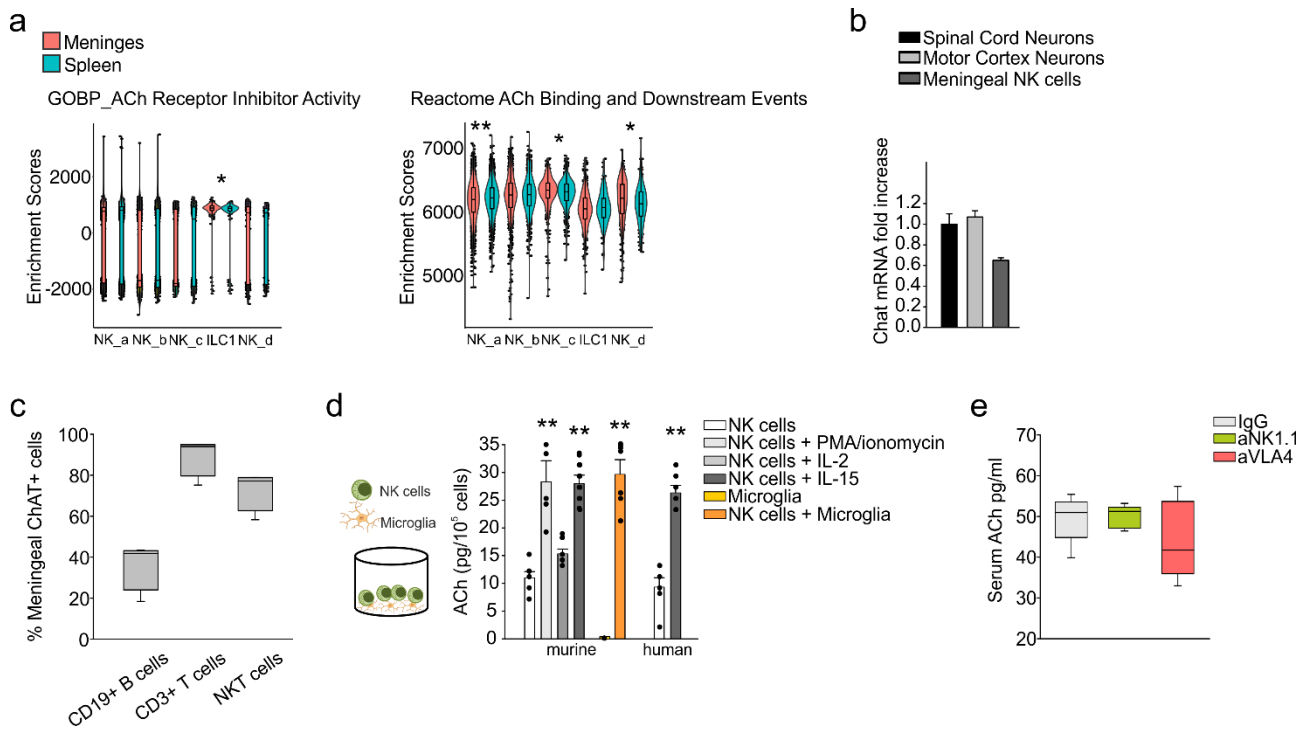 a
Meninges
Spleen
GOBP_ACh Receptor Inhibitor Activity
Enrichment Scores
2000
0
-2000
*
NK_a NK_b NK_c ILC1 NK_d
Reactome ACh Binding and Downstream Events
Enrichment Scores
7000
6000
5000
** * *
NK_a NK_b NK_c ILC1 NK_d
b
Spinal Cord Neurons
Motor Cortex Neurons
Meningeal NK cells
Chat mRNA fold increase
1.2
1.0
0.8
0.6
0.4
0.2
0.0
c
% Meningeal ChAT+ cells
100
80
60
40
20
0
CD19+ B cells
CD3+ T cells
NKT cells
d
NK cells
Microglia
ACh (pg/10⁵ cells)
35
30
25
20
15
10
5
0
** ** ** **
murine human
NK cells
NK cells + PMA/ionomycin
NK cells + IL-2
NK cells + IL-15
Microglia
NK cells + Microglia
e
IgG
aNK1.1
aVLA4
Serum ACh pg/ml
70
60
50
40
30
20